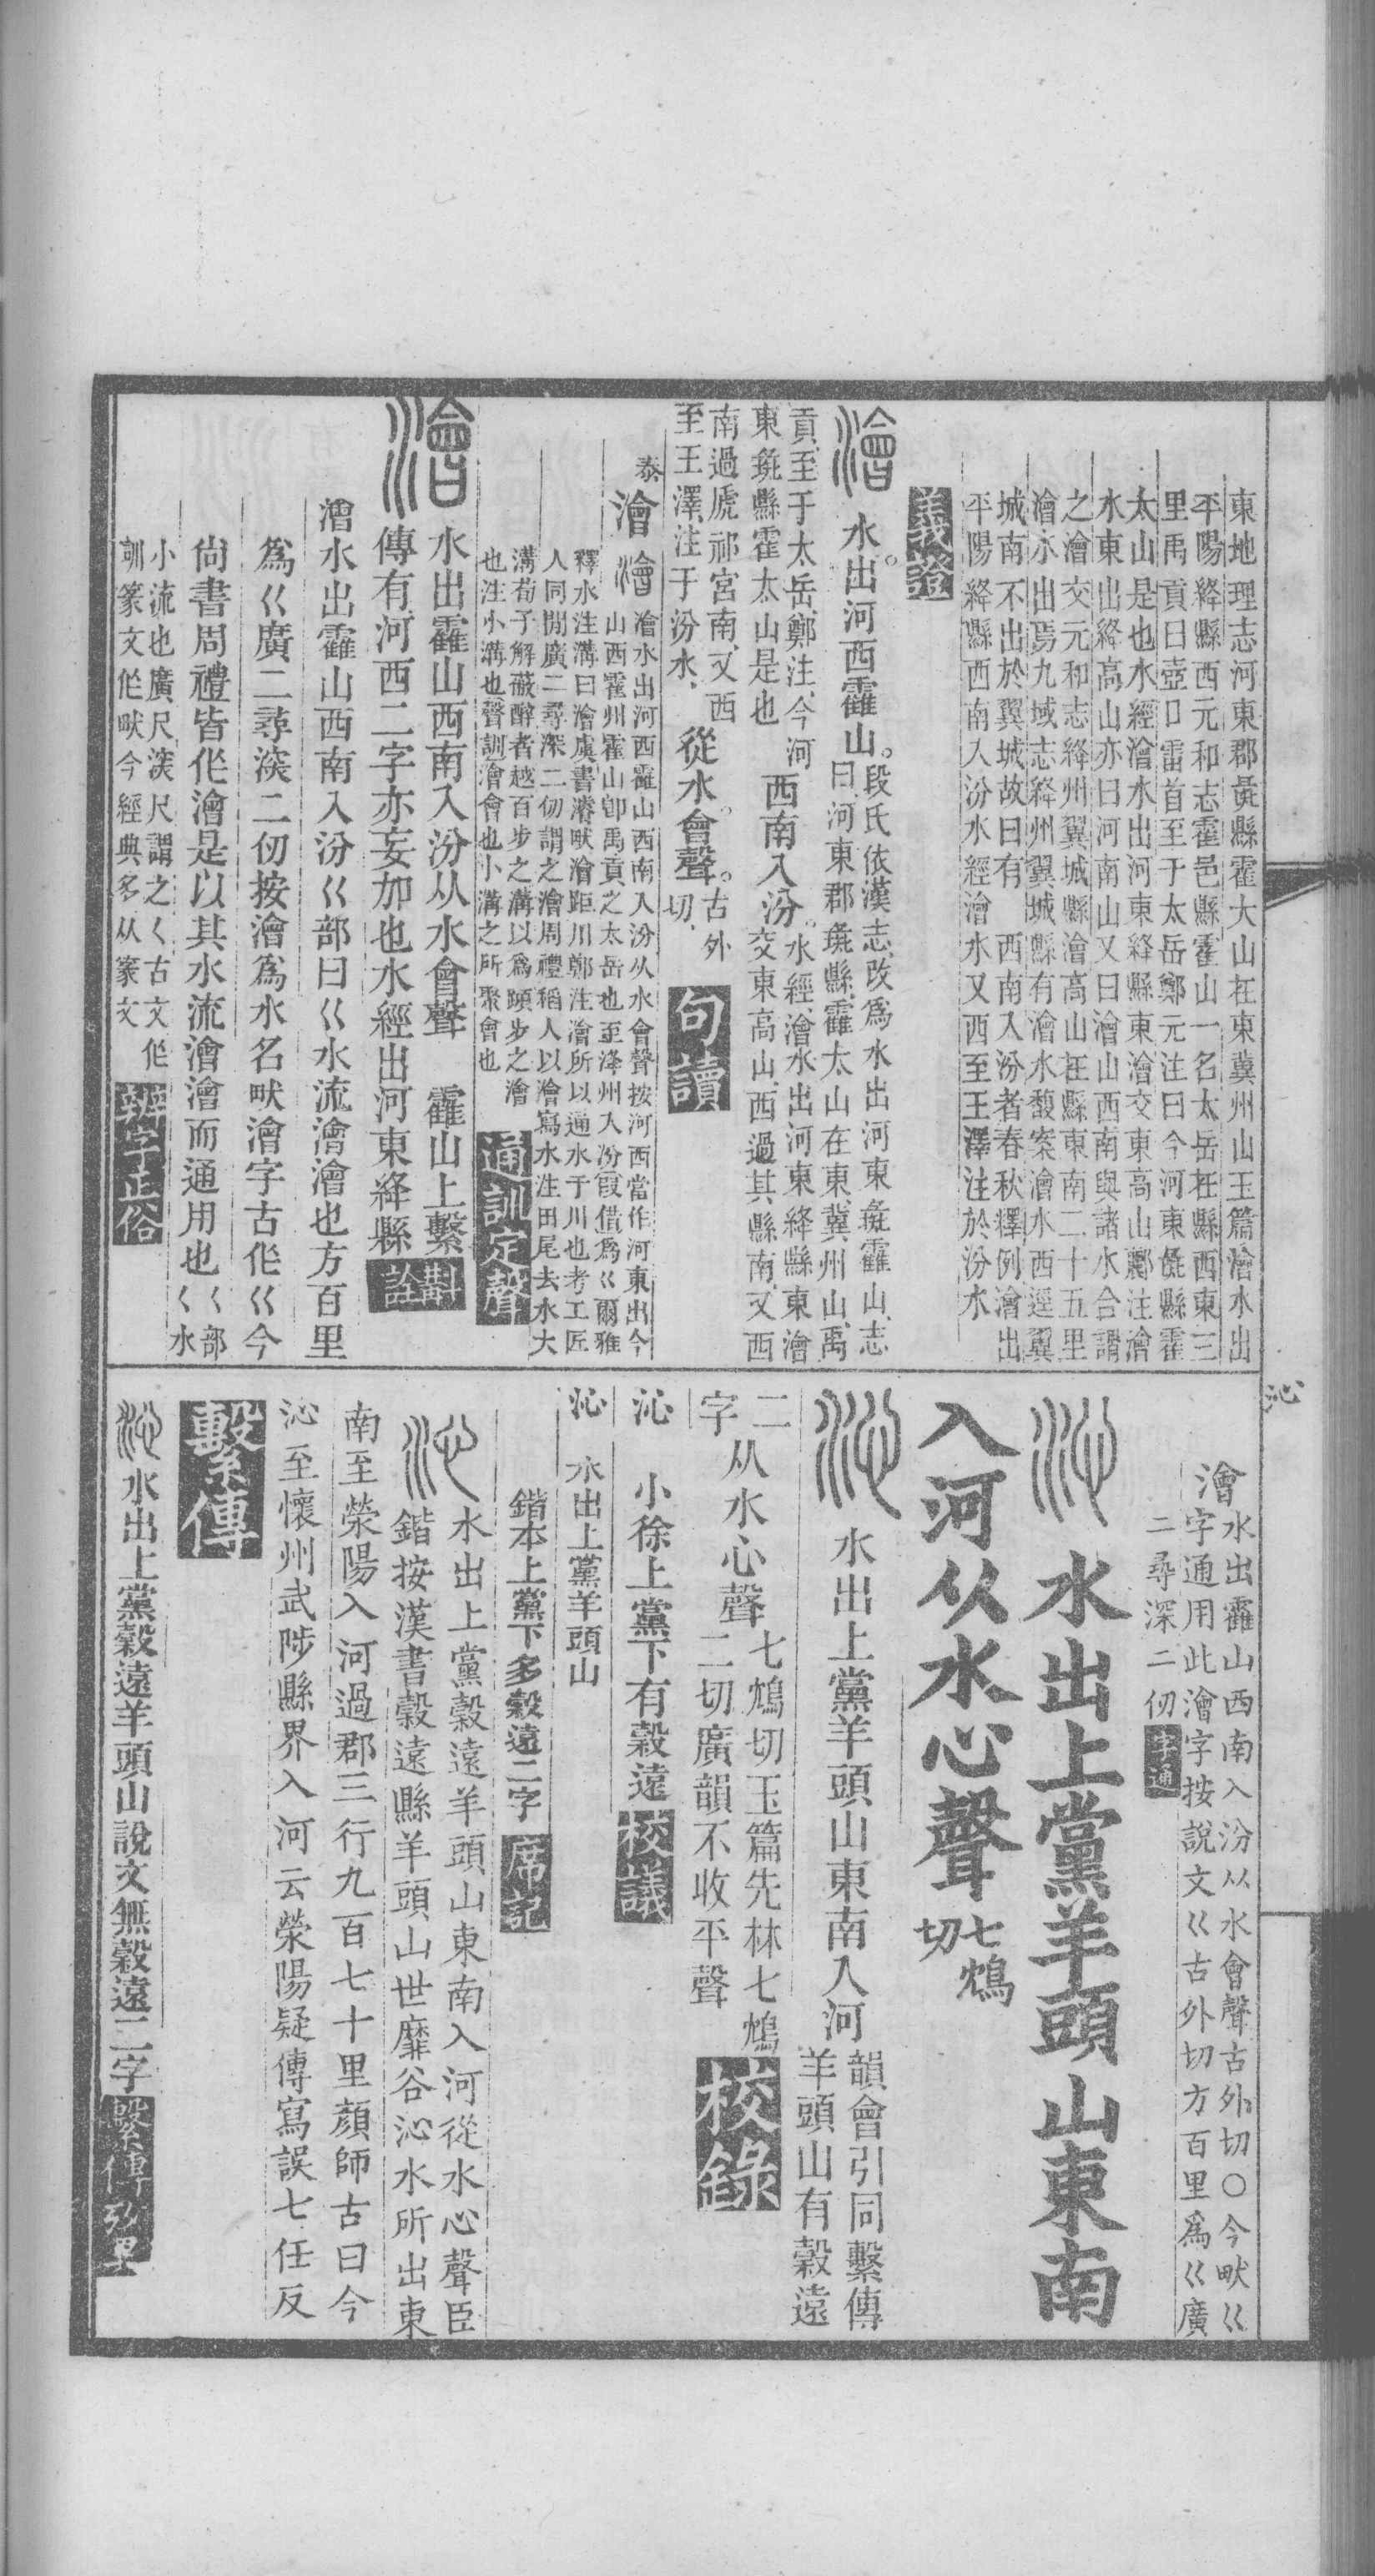 東地理志河東郡彘縣霍大山在東冀州山玉篇澮水出
平陽絳縣西元和志霍邑縣霍山一名太岳在縣西東三
里禹貢曰壺口雷首至于太岳鄭元注曰今河東彘縣霍
太山是也水經澮水出河東絳縣東澮交東高山酈注澮
水東出絳高山亦曰河南山又曰澮山西南與諸水合謂
之澮交元和志絳州翼城縣澮高山在縣東南二十五里
澮水出焉九域志絳州翼城縣有澮水馥案澮水西逕翼
城南不出於翼城故曰有 西南入汾者春秋釋例澮出
平陽絳縣西南入汾水經澮水又西至王澤注於汾水
義證
澮 水出河西霍山。段氏依漢志改爲水出河東彘霍山、志
曰、河東郡彘縣、霍太山在東、冀州山、禹
貢、至于太岳、鄭注、今河
東彘縣霍太山是也 西南入汾。水經澮水出河東絳縣東澮
交東高山、西過其縣南、又西
南過虒祁宮南、又西
至王澤、注于汾水、 從水。會聲。古外
切、 句讀
泰 澮 澮 澮水出河西霍山西南入汾从水會聲按河西當作河東出今
山西霍州霍山卽禹貢之太岳也至澤州入汾叚借爲巜爾雅
釋水注溝曰澮虞書濬畎澮距川鄭注澮所以通水于川也考工匠
人同閒廣二尋深二仞謂之澮周禮稻人以澮寫水注田尾去水大
溝荀子解蔽醉者越百步之溝以爲蹞步之澮
也注小溝也聲訓澮會也小溝之所聚會也 通訓定聲
澮 水出霍山西南入汾从水會聲 霍山上繫
傳有河西二字亦妄加也水經出河東絳縣 斠詮
澮水出霍山西南入汾巜部曰巜水流澮澮也方百里
爲巜廣二尋㴱二仞按澮爲水名畎澮字古作巜今
尙書周禮皆作澮是以其水流澮澮而通用也 〈部
〈水
小流也廣尺㴱尺謂之〈古文作
訓篆文作畎今經典多从篆文 辨字正俗
澮 水出霍山西南入汾从水會聲古外切〇今畎巜
字通用此澮字按說文巜古外切方百里爲巜廣
二尋深二仞 字通
沁
沁 水出上黨羊頭山東南
入河从水心聲 七鴆
切
沁 水出上黨羊頭山東南入河 韻會引同繫傳
羊頭山有穀遠
二
字 从水心聲 七鴆切玉篇先林七鴆
二切廣韻不收平聲 校錄
沁 小徐上黨下有穀遠 校議
沁 水出上黨羊頭山
鍇本上黨下多穀遠二字 席記
沁 水出上黨穀遠羊頭山東南入河從水心聲臣
鍇按漢書穀遠縣羊頭山世靡谷沁水所出東
南至滎陽入河過郡三行九百七十里顏師古曰今
沁至懷州武陟縣界入河云滎陽疑傳寫誤七任反
繫傳
沁 水出上黨穀遠羊頭山說文無穀遠二字 繫傳攷異